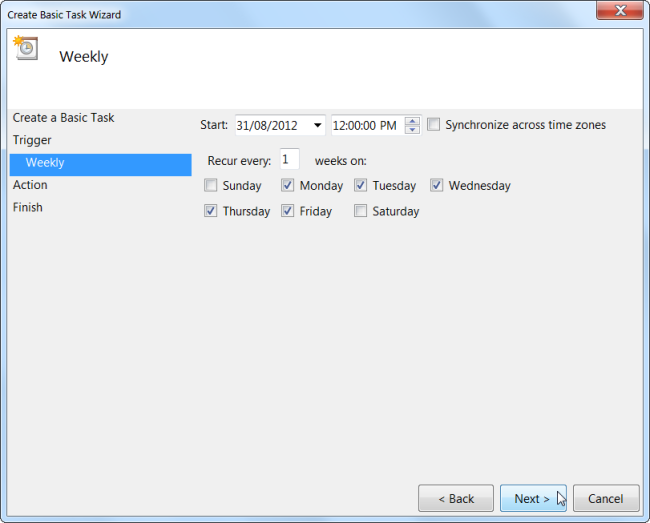 Create Basic Task Wizard
Weekly
Create a Basic Task
Trigger
Weekly
Action
Finish
Start: 31/08/2012 12:00:00 PM Synchronize across time zones
Recur every: 1 weeks on:
Sunday Monday Tuesday Wednesday
Thursday Friday Saturday
< Back Next > Cancel